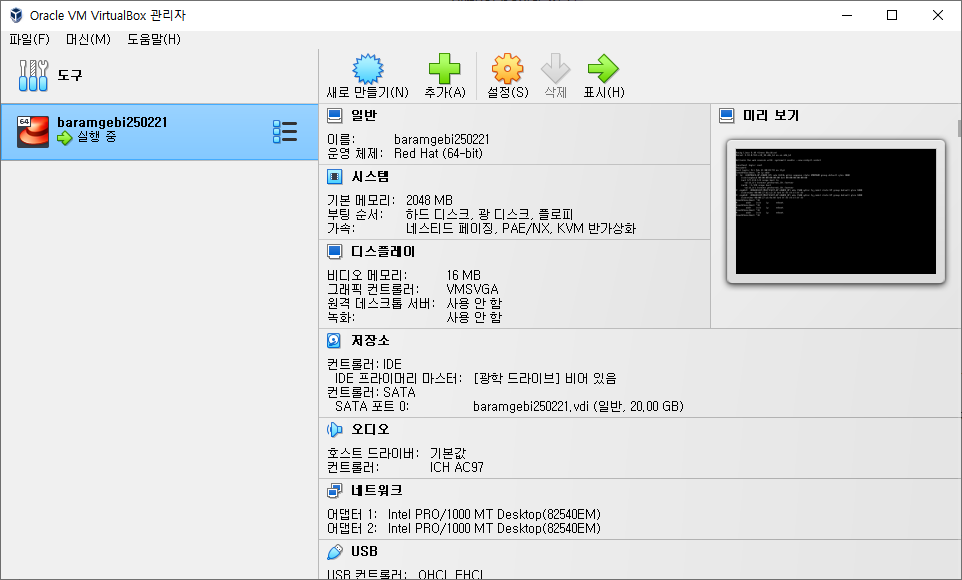 Oracle VM VirtualBox 관리자
파일(F) 머신(M) 도움말(H)
도구
새로 만들기(N) 추가(A) 설정(S) 삭제 표시(H)
64
baramgebi250221
실행 중
일반
이름: baramgebi250221
운영 체제: Red Hat (64-bit)
미리 보기
시스템
기본 메모리: 2048 MB
부팅 순서: 하드 디스크, 광 디스크, 플로피
가속: 네스티드 페이징, PAE/NX, KVM 반가상화
디스플레이
비디오 메모리: 16 MB
그래픽 컨트롤러: VMSVGA
원격 데스크톱 서버: 사용 안 함
녹화: 사용 안 함
저장소
컨트롤러: IDE
IDE 프라이머리 마스터: [광학 드라이브] 비어 있음
컨트롤러: SATA
SATA 포트 0: baramgebi250221.vdi (일반, 20.00 GB)
오디오
호스트 드라이버: 기본값
컨트롤러: ICH AC97
네트워크
어댑터 1: Intel PRO/1000 MT Desktop(82540EM)
어댑터 2: Intel PRO/1000 MT Desktop(82540EM)
USB
USB 컨트롤러: OHCI, EHCI